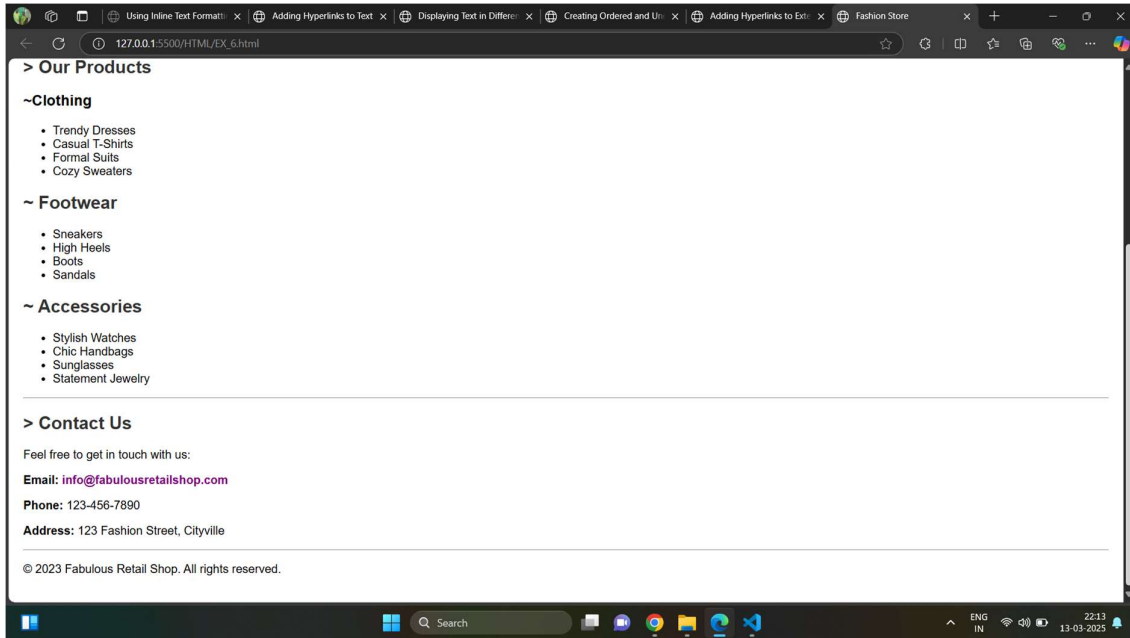 Using Inline Text Formatti
Adding Hyperlinks to Text
Displaying Text in Differen
Creating Ordered and Un
Adding Hyperlinks to Exte
Fashion Store
127.0.0.1:5500/HTML/EX_6.html
> Our Products
~Clothing
• Trendy Dresses
• Casual T-Shirts
• Formal Suits
• Cozy Sweaters
~ Footwear
• Sneakers
• High Heels
• Boots
• Sandals
~ Accessories
• Stylish Watches
• Chic Handbags
• Sunglasses
• Statement Jewelry
> Contact Us
Feel free to get in touch with us:
Email: info@fabulousretailshop.com
Phone: 123-456-7890
Address: 123 Fashion Street, Cityville
© 2023 Fabulous Retail Shop. All rights reserved.
Search
ENG
IN
22:13
13-03-2025